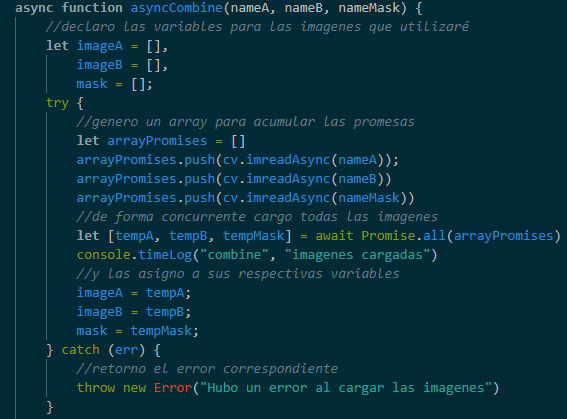 async function asyncCombine(nameA, nameB, nameMask) {
//declaro las variables para las imagenes que utilizaré
let imageA = [],
imageB = [],
mask = [];
try {
//genero un array para acumular las promesas
let arrayPromises = []
arrayPromises.push(cv.imreadAsync(nameA));
arrayPromises.push(cv.imreadAsync(nameB))
arrayPromises.push(cv.imreadAsync(nameMask))
//de forma concurrente cargo todas las imagenes
let [tempA, tempB, tempMask] = await Promise.all(arrayPromises)
console.timeLog("combine", "imagenes cargadas")
//y las asigno a sus respectivas variables
imageA = tempA;
imageB = tempB;
mask = tempMask;
} catch (err) {
//retorno el error correspondiente
throw new Error("Hubo un error al cargar las imagenes")
}